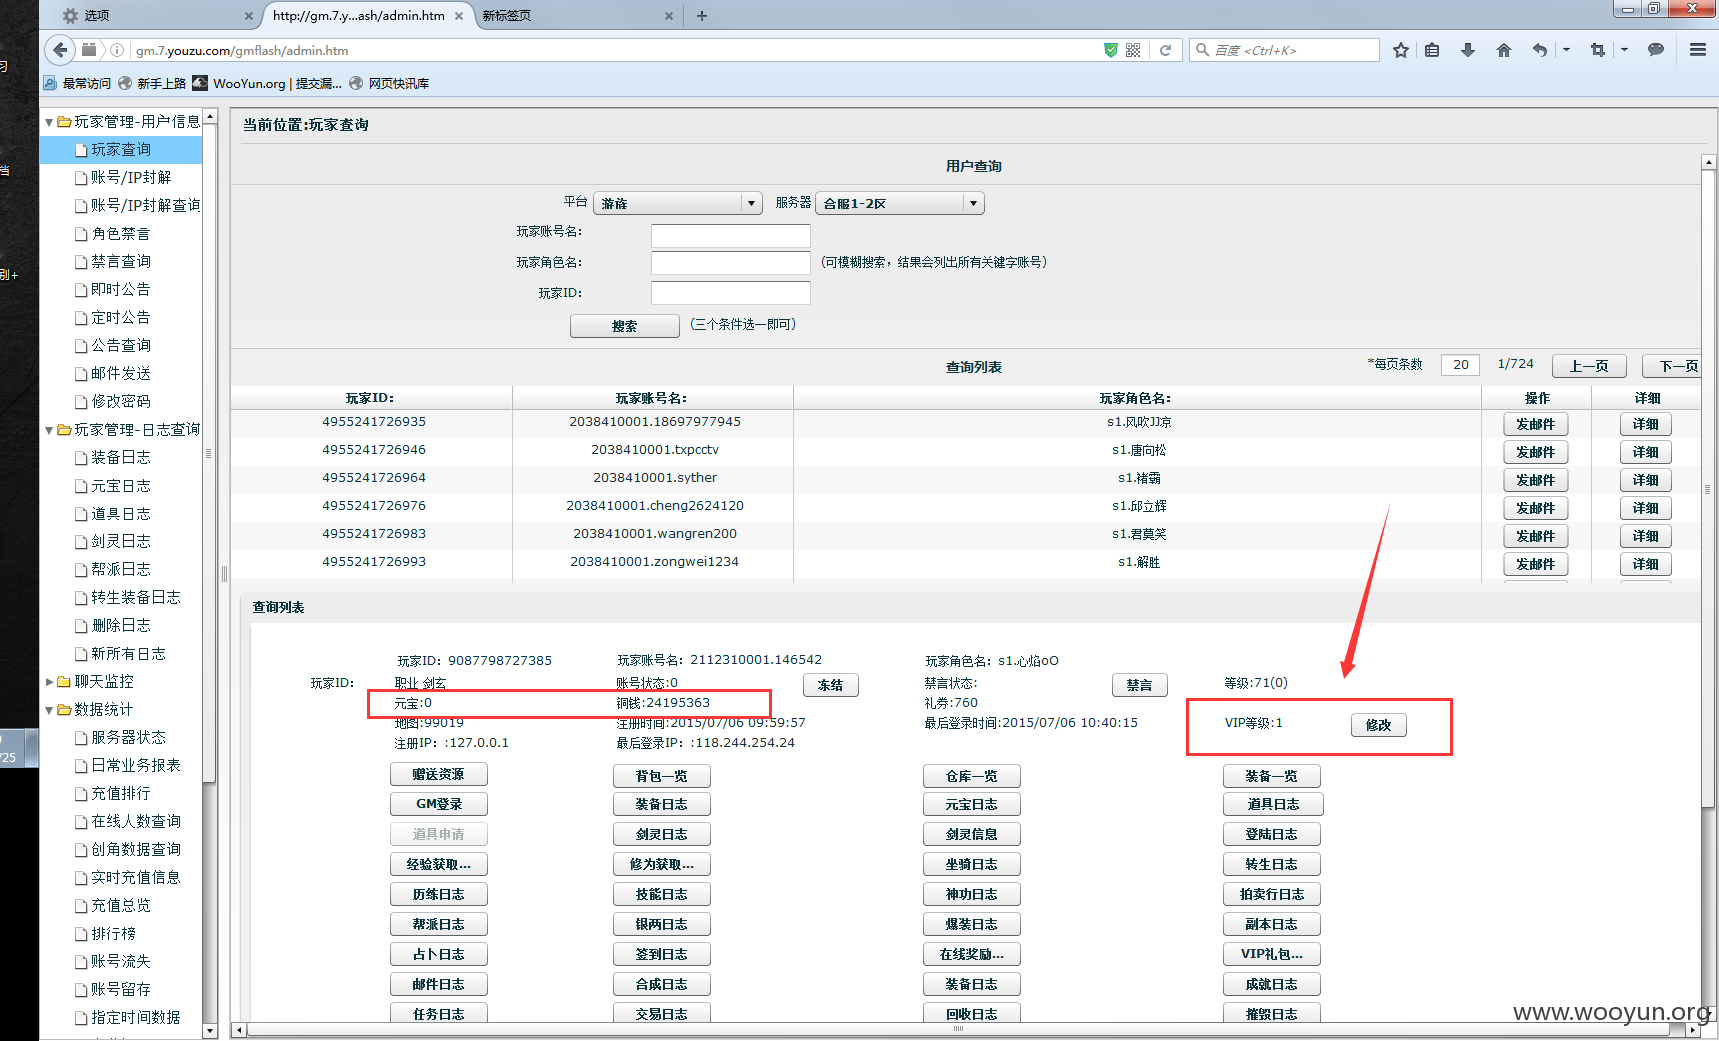 选项
http://gm.7.y...ash/admin.htm
新标签页
gm.7.youzu.com/gmflash/admin.htm
百度 <Ctrl+K>
最常访问 新手上路 WooYun.org | 提交漏... 网页快讯库
玩家管理-用户信息
玩家查询
账号/IP封解
账号/IP封解查询
角色禁言
禁言查询
即时公告
定时公告
公告查询
邮件发送
修改密码
玩家管理-日志查询
装备日志
元宝日志
道具日志
剑灵日志
帮派日志
转生装备日志
删除日志
新所有日志
聊天监控
数据统计
服务器状态
日常业务报表
充值排行
在线人数查询
创角数据查询
实时充值信息
充值总览
排行榜
账号流失
账号留存
指定时间数据
当前位置:玩家查询
用户查询
平台 游族 服务器 合服1-2区
玩家账号名:
玩家角色名: (可模糊搜索，结果会列出所有关键字账号)
玩家ID:
搜索 (三个条件选一即可)
查询列表 *每页条数 20 1/724 上一页 下一页
玩家ID: 玩家账号名: 玩家角色名: 操作 详细
4955241726935 2038410001.18697977945 s1.风吹JJ凉 发邮件 详细
4955241726946 2038410001.txpcctv s1.唐向松 发邮件 详细
4955241726964 2038410001.syther s1.褚霸 发邮件 详细
4955241726976 2038410001.cheng2624120 s1.邱立辉 发邮件 详细
4955241726983 2038410001.wangren200 s1.君莫笑 发邮件 详细
4955241726993 2038410001.zongwei1234 s1.解胜 发邮件 详细
查询列表
玩家ID: 9087798727385 玩家账号名: 2112310001.146542 玩家角色名: s1.心焰oO
玩家ID: 职业 剑玄 账号状态:0 冻结 禁言状态: 禁言 等级:71(0)
元宝:0 铜钱:24195363 礼券:760
地图:99019 注册时间:2015/07/06 09:59:57 最后登录时间:2015/07/06 10:40:15 VIP等级:1 修改
注册IP: :127.0.0.1 最后登录IP: :118.244.254.24
赠送资源 背包一览 仓库一览 装备一览
GM登录 装备日志 元宝日志 道具日志
道具申请 剑灵日志 剑灵信息 登陆日志
经验获取... 修为获取... 坐骑日志 转生日志
历练日志 技能日志 神功日志 拍卖行日志
帮派日志 银两日志 爆装日志 副本日志
占卜日志 签到日志 在线奖励... VIP礼包...
邮件日志 合成日志 装备日志 成就日志
任务日志 交易日志 回收日志 摧毁日志
www.wooyun.org